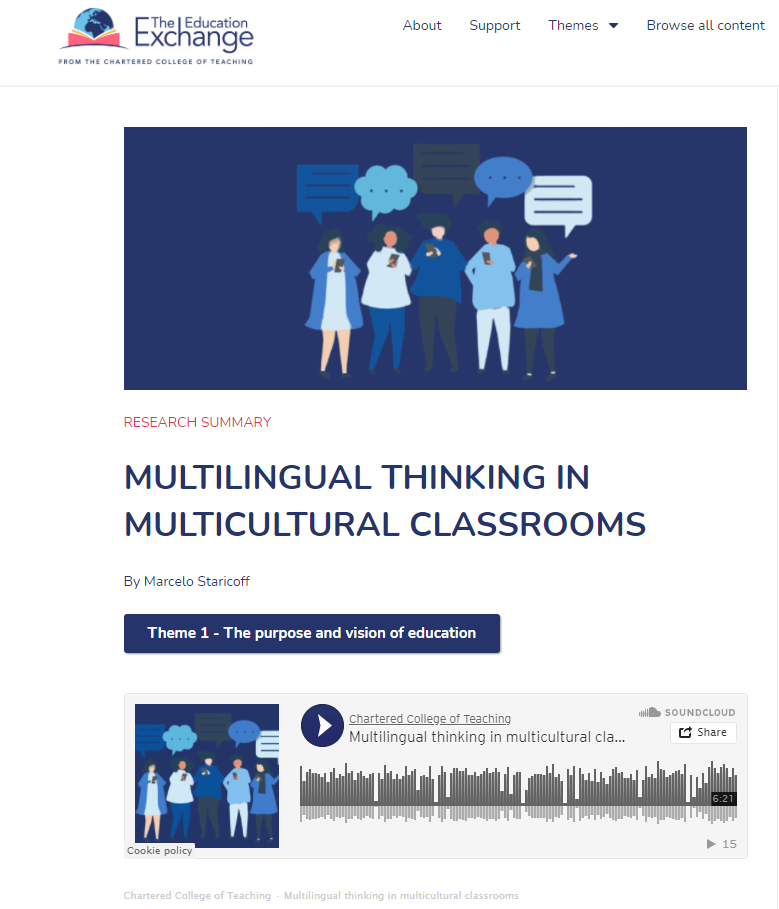 The Education
Exchange
FROM THE CHARTERED COLLEGE OF TEACHING
About Support Themes Browse all content
RESEARCH SUMMARY
MULTILINGUAL THINKING IN
MULTICULTURAL CLASSROOMS
By Marcelo Staricoff
Theme 1 - The purpose and vision of education
Chartered College of Teaching
Multilingual thinking in multicultural cla...
SOUNDCLOUD
Share
6:21
15
Cookie policy
Chartered College of Teaching · Multilingual thinking in multicultural classrooms